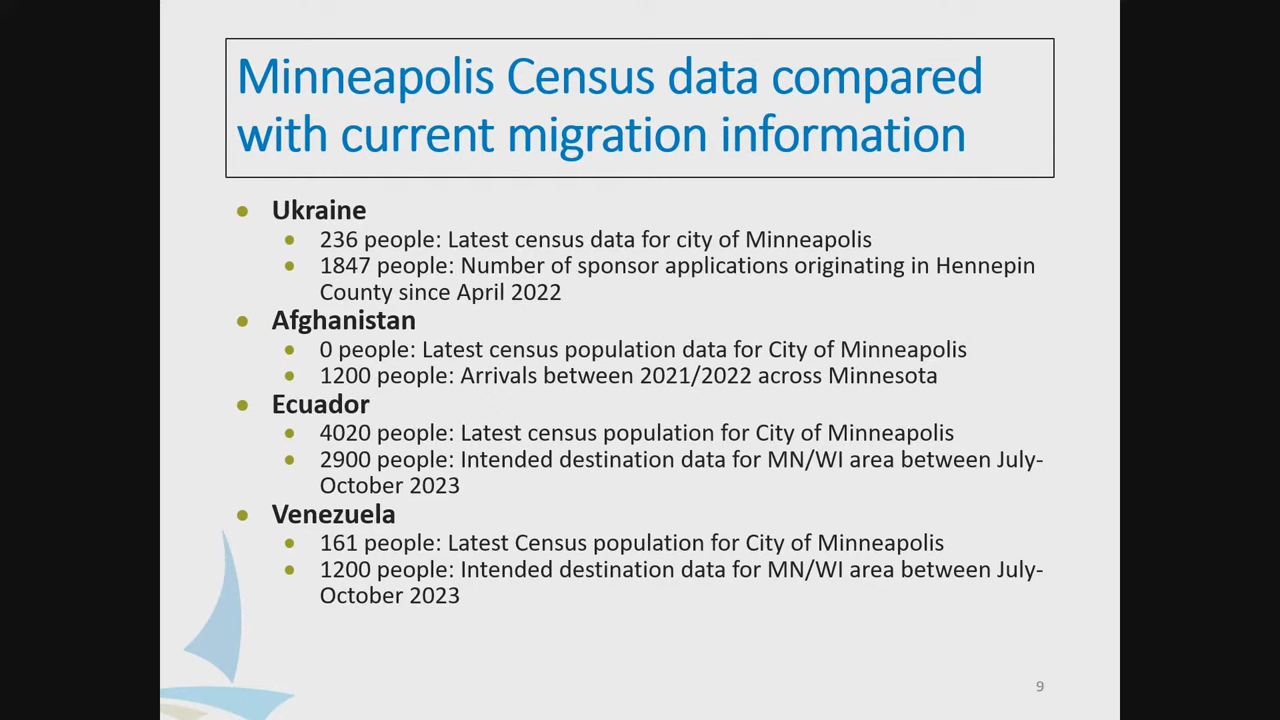 Minneapolis Census data compared
with current migration information
• Ukraine
• 236 people: Latest census data for city of Minneapolis
• 1847 people: Number of sponsor applications originating in Hennepin
County since April 2022
• Afghanistan
• 0 people: Latest census population data for City of Minneapolis
• 1200 people: Arrivals between 2021/2022 across Minnesota
• Ecuador
• 4020 people: Latest census population for City of Minneapolis
• 2900 people: Intended destination data for MN/WI area between July-
October 2023
• Venezuela
• 161 people: Latest Census population for City of Minneapolis
• 1200 people: Intended destination data for MN/WI area between July-
October 2023
9